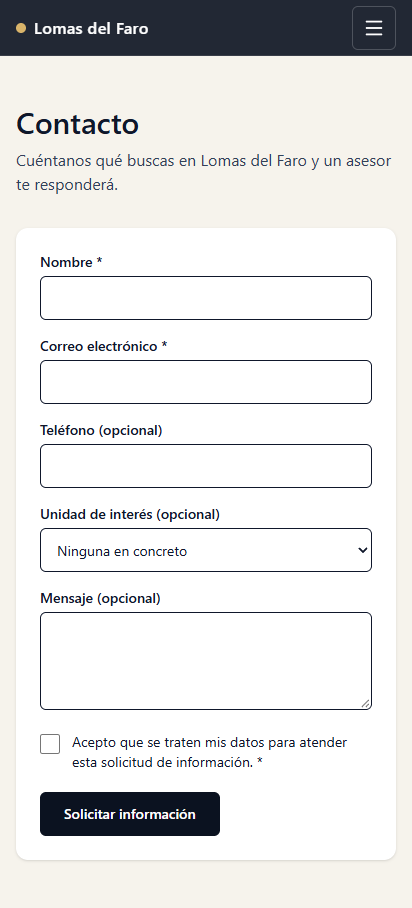 Lomas del Faro
Contacto
Cuéntanos qué buscas en Lomas del Faro y un asesor
te responderá.
Nombre *
Correo electrónico *
Teléfono (opcional)
Unidad de interés (opcional)
Ninguna en concreto
Mensaje (opcional)
Acepto que se traten mis datos para atender
esta solicitud de información. *
Solicitar información